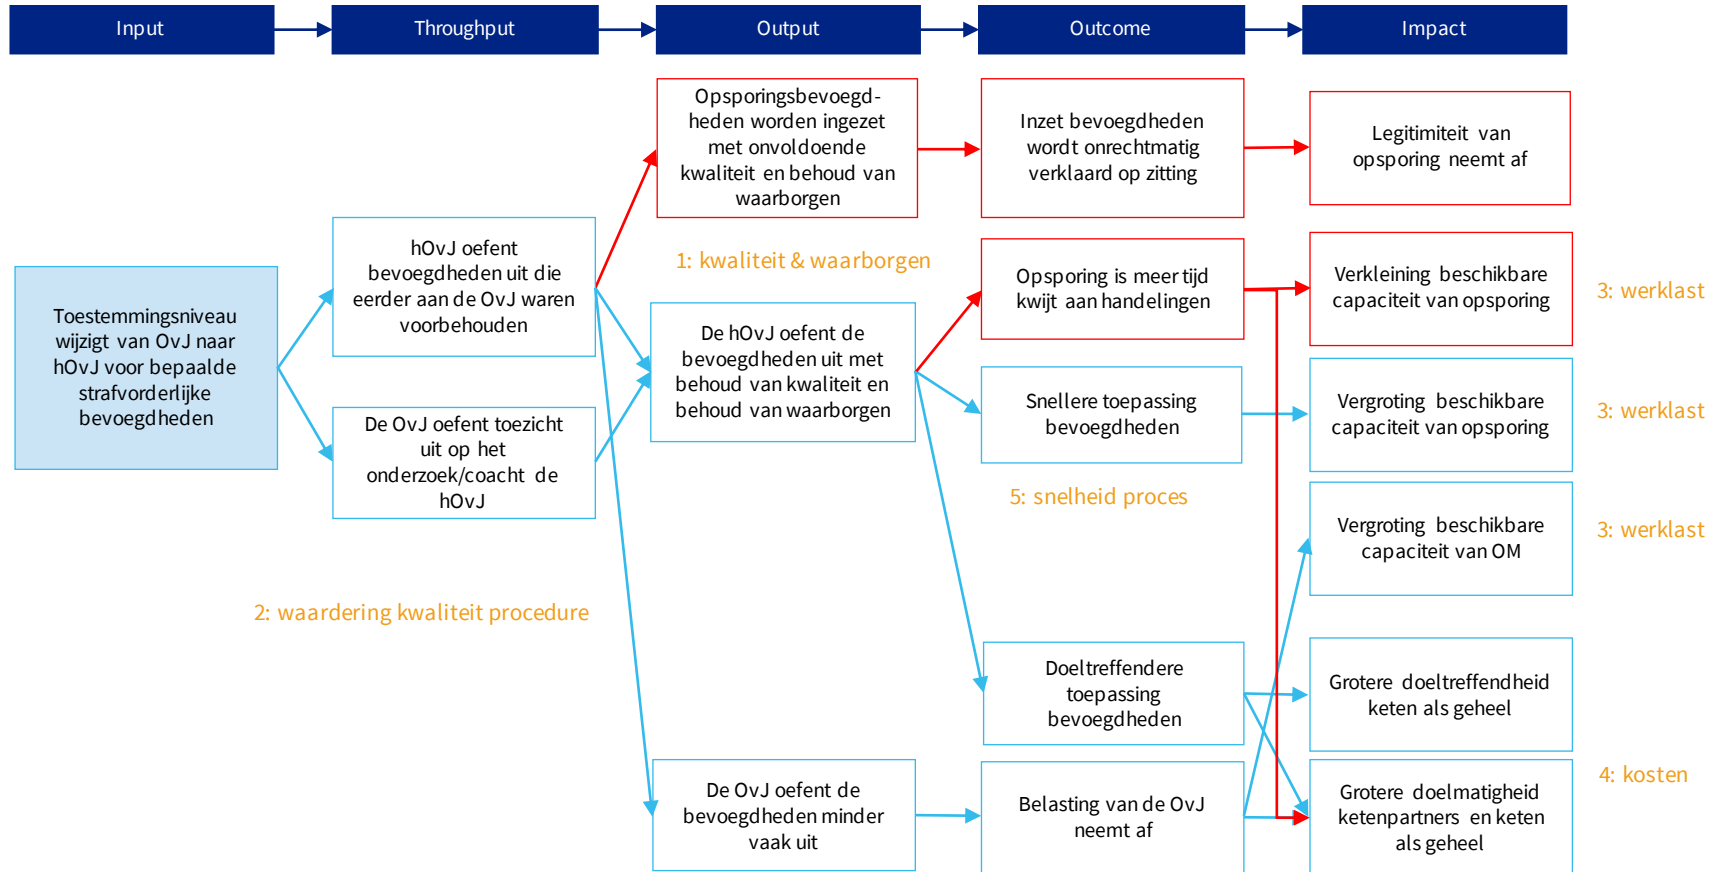 Input
Throughput
Output
Outcome
Impact
Toestemmingsniveau
wijzigt van OvJ naar
hOvJ voor bepaalde
strafvorderlijke
bevoegdheden
hOvJ oefent
bevoegdheden uit die
eerder aan de OvJ waren
voorbehouden
De OvJ oefent toezicht
uit op het
onderzoek/coacht de
hOvJ
2: waardering kwaliteit procedure
Opsporingsbevoegd-
heden worden ingezet
met onvoldoende
kwaliteit en behoud van
waarborgen
1: kwaliteit & waarborgen
De hOvJ oefent de
bevoegdheden uit met
behoud van kwaliteit en
behoud van waarborgen
De OvJ oefent de
bevoegdheden minder
vaak uit
Inzet bevoegdheden
wordt onrechtmatig
verklaard op zitting
Opsporing is meer tijd
kwijt aan handelingen
Snellere toepassing
bevoegdheden
5: snelheid proces
Doeltreffendere
toepassing
bevoegdheden
Belasting van de OvJ
neemt af
Legitimiteit van
opsporing neemt af
Verkleining beschikbare
capaciteit van opsporing
3: werklast
Vergroting beschikbare
capaciteit van opsporing
3: werklast
Vergroting beschikbare
capaciteit van OM
3: werklast
Grotere doeltreffendheid
keten als geheel
4: kosten
Grotere doelmatigheid
ketenpartners en keten
als geheel